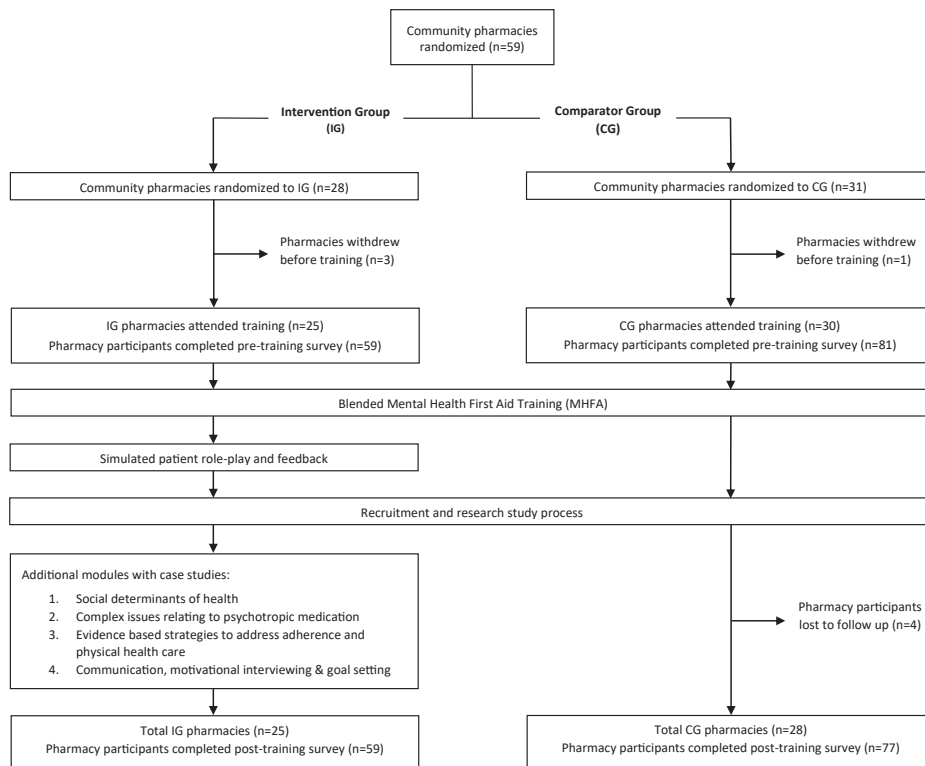 Community pharmacies
randomized (n=59)
Intervention Group
(IG)
Comparator Group
(CG)
Community pharmacies randomized to IG (n=28)
Community pharmacies randomized to CG (n=31)
Pharmacies withdrew
before training (n=3)
Pharmacies withdrew
before training (n=1)
IG pharmacies attended training (n=25)
Pharmacy participants completed pre-training survey (n=59)
CG pharmacies attended training (n=30)
Pharmacy participants completed pre-training survey (n=81)
Blended Mental Health First Aid Training (MHFA)
Simulated patient role-play and feedback
Recruitment and research study process
Additional modules with case studies:
1. Social determinants of health
2. Complex issues relating to psychotropic medication
3. Evidence based strategies to address adherence and
physical health care
4. Communication, motivational interviewing & goal setting
Pharmacy participants
lost to follow up (n=4)
Total IG pharmacies (n=25)
Pharmacy participants completed post-training survey (n=59)
Total CG pharmacies (n=28)
Pharmacy participants completed post-training survey (n=77)